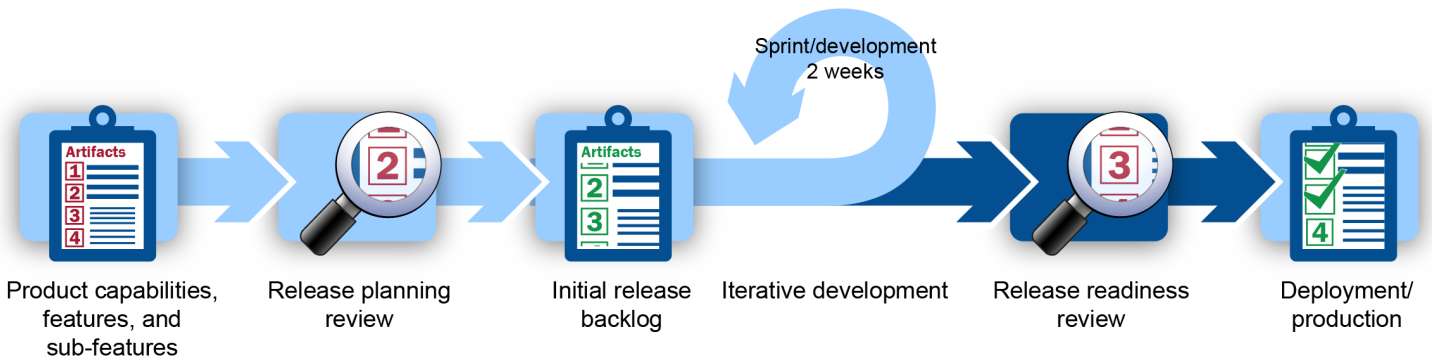 Sprint/development
2 weeks
Artifacts
1
2
3
4
2
Artifacts
2
3
3
4
Product capabilities,
features, and
sub-features
Release planning
review
Initial release
backlog
Iterative development
Release readiness
review
Deployment/
production